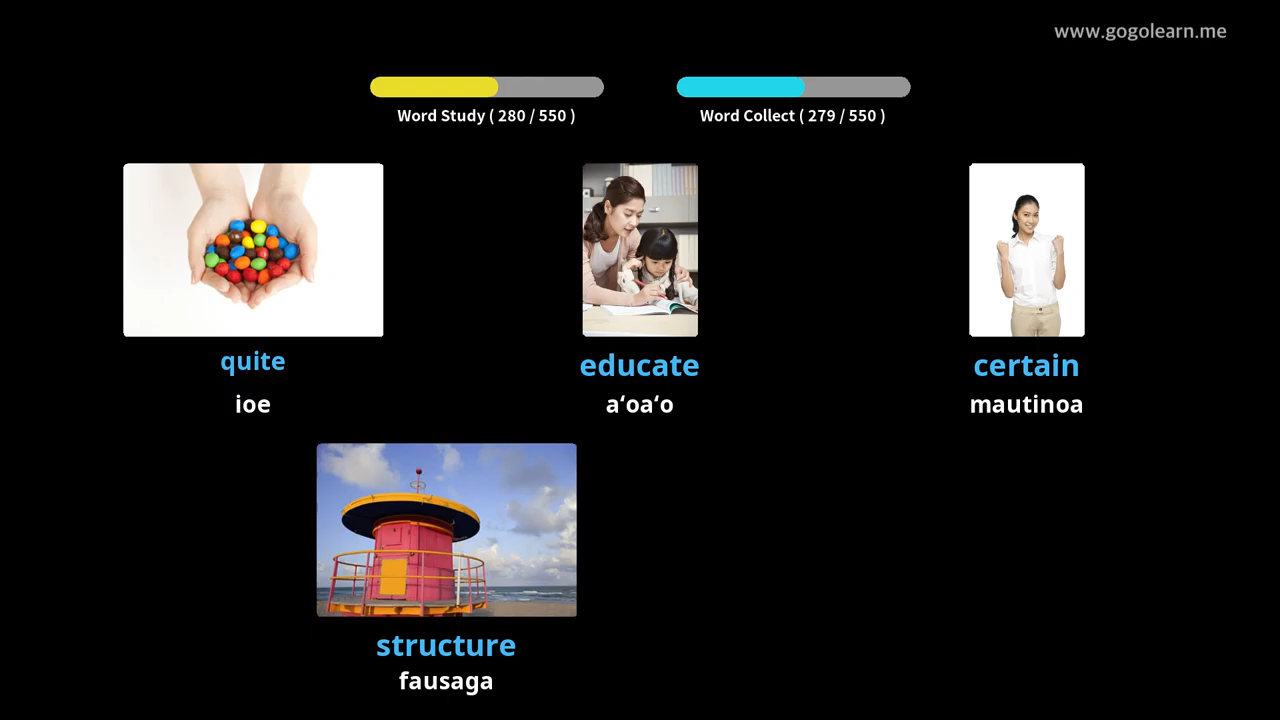 www.gogolearn.me
Word Study ( 280 / 550 )
Word Collect ( 279 / 550 )
quite
ioe
educate
aʻoaʻo
certain
mautinoa
structure
fausaga